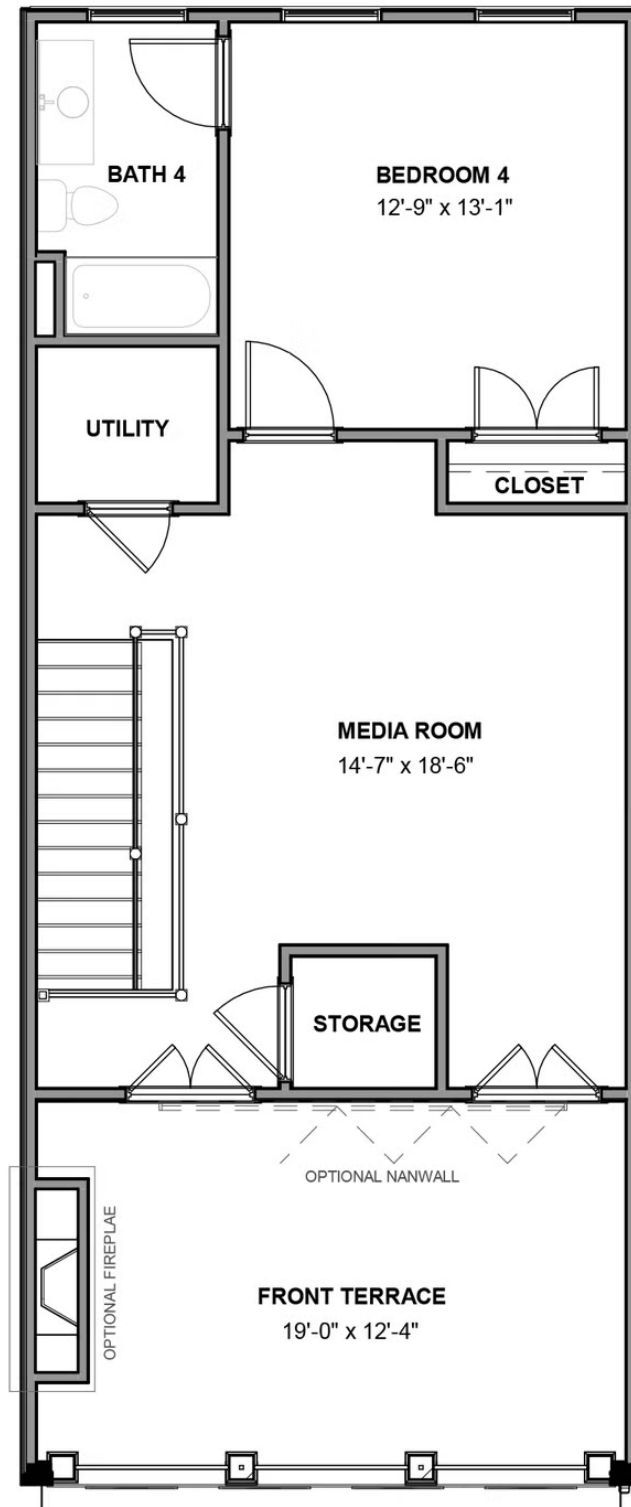 BATH 4
BEDROOM 4
12'-9" x 13'-1"
UTILITY
CLOSET
MEDIA ROOM
14'-7" x 18'-6"
STORAGE
OPTIONAL NANWALL
OPTIONAL FIREPLAE
FRONT TERRACE
19'-0" x 12'-4"